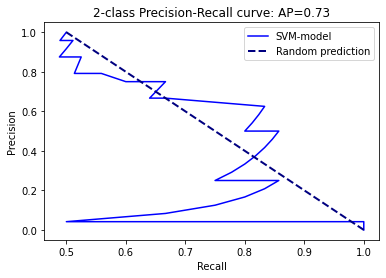 2-class Precision-Recall curve: AP=0.73
SVM-model
Random prediction
Precision
1.0
0.8
0.6
0.4
0.2
0.0
0.5
0.6
0.7
0.8
0.9
1.0
Recall